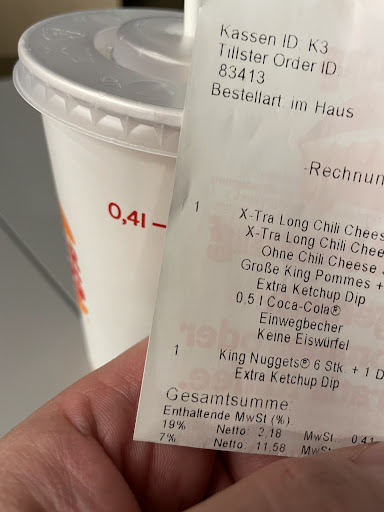 Kassen ID: K3
Tillster Order ID:
83413
Bestellart: im Haus
-Rechnun
0,4l
1 X-Tra Long Chili Chees
X-Tra Long Chili Chee
Ohne Chili Cheese
Große King Pommes +
Extra Ketchup Dip
0,5 l Coca-Cola®
Einwegbecher
Keine Eiswürfel
1 King Nuggets® 6 Stk + 1 D
Extra Ketchup Dip
Gesamtsumme
Enthaltende MwSt (%)
19% Netto: 2,18 MwSt. 0,41
7% Netto: 11,58 MwSt